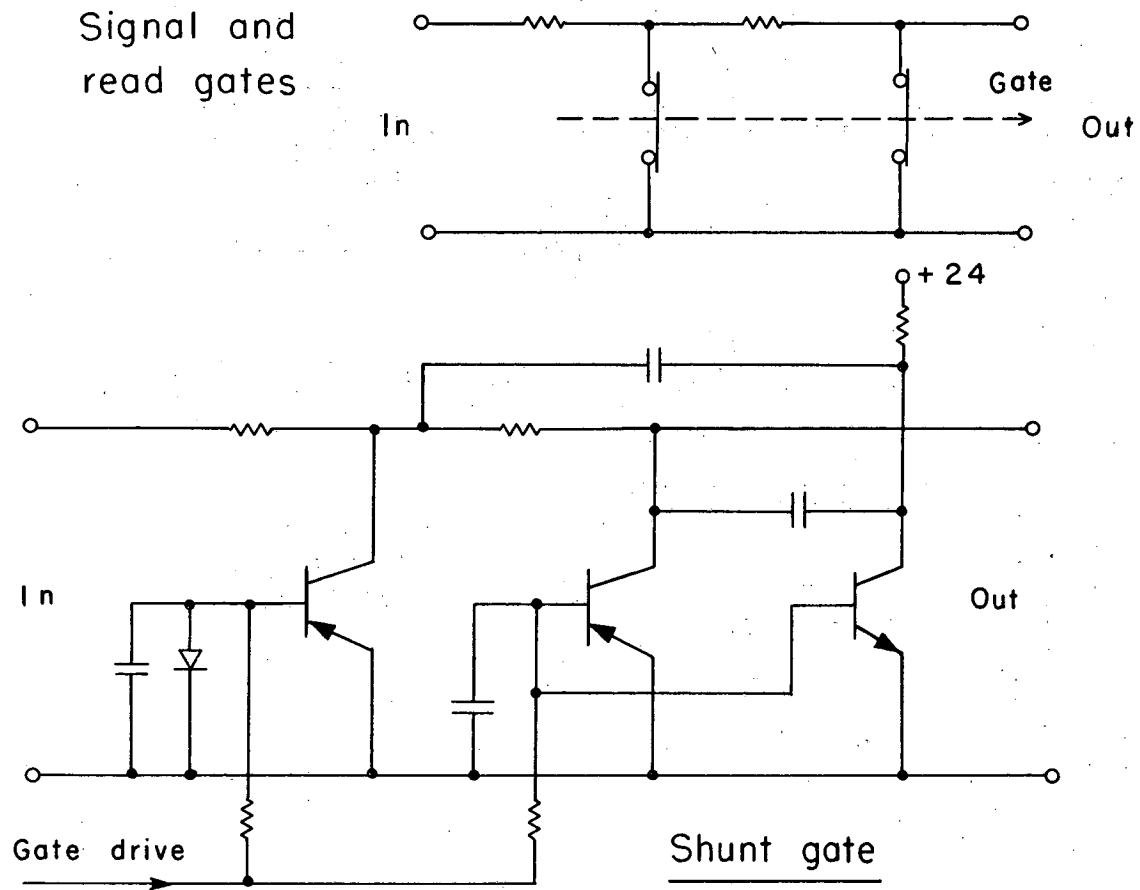 Signal and
read gates
In
Gate
Out
+ 24
In
Out
Gate drive
Shunt gate